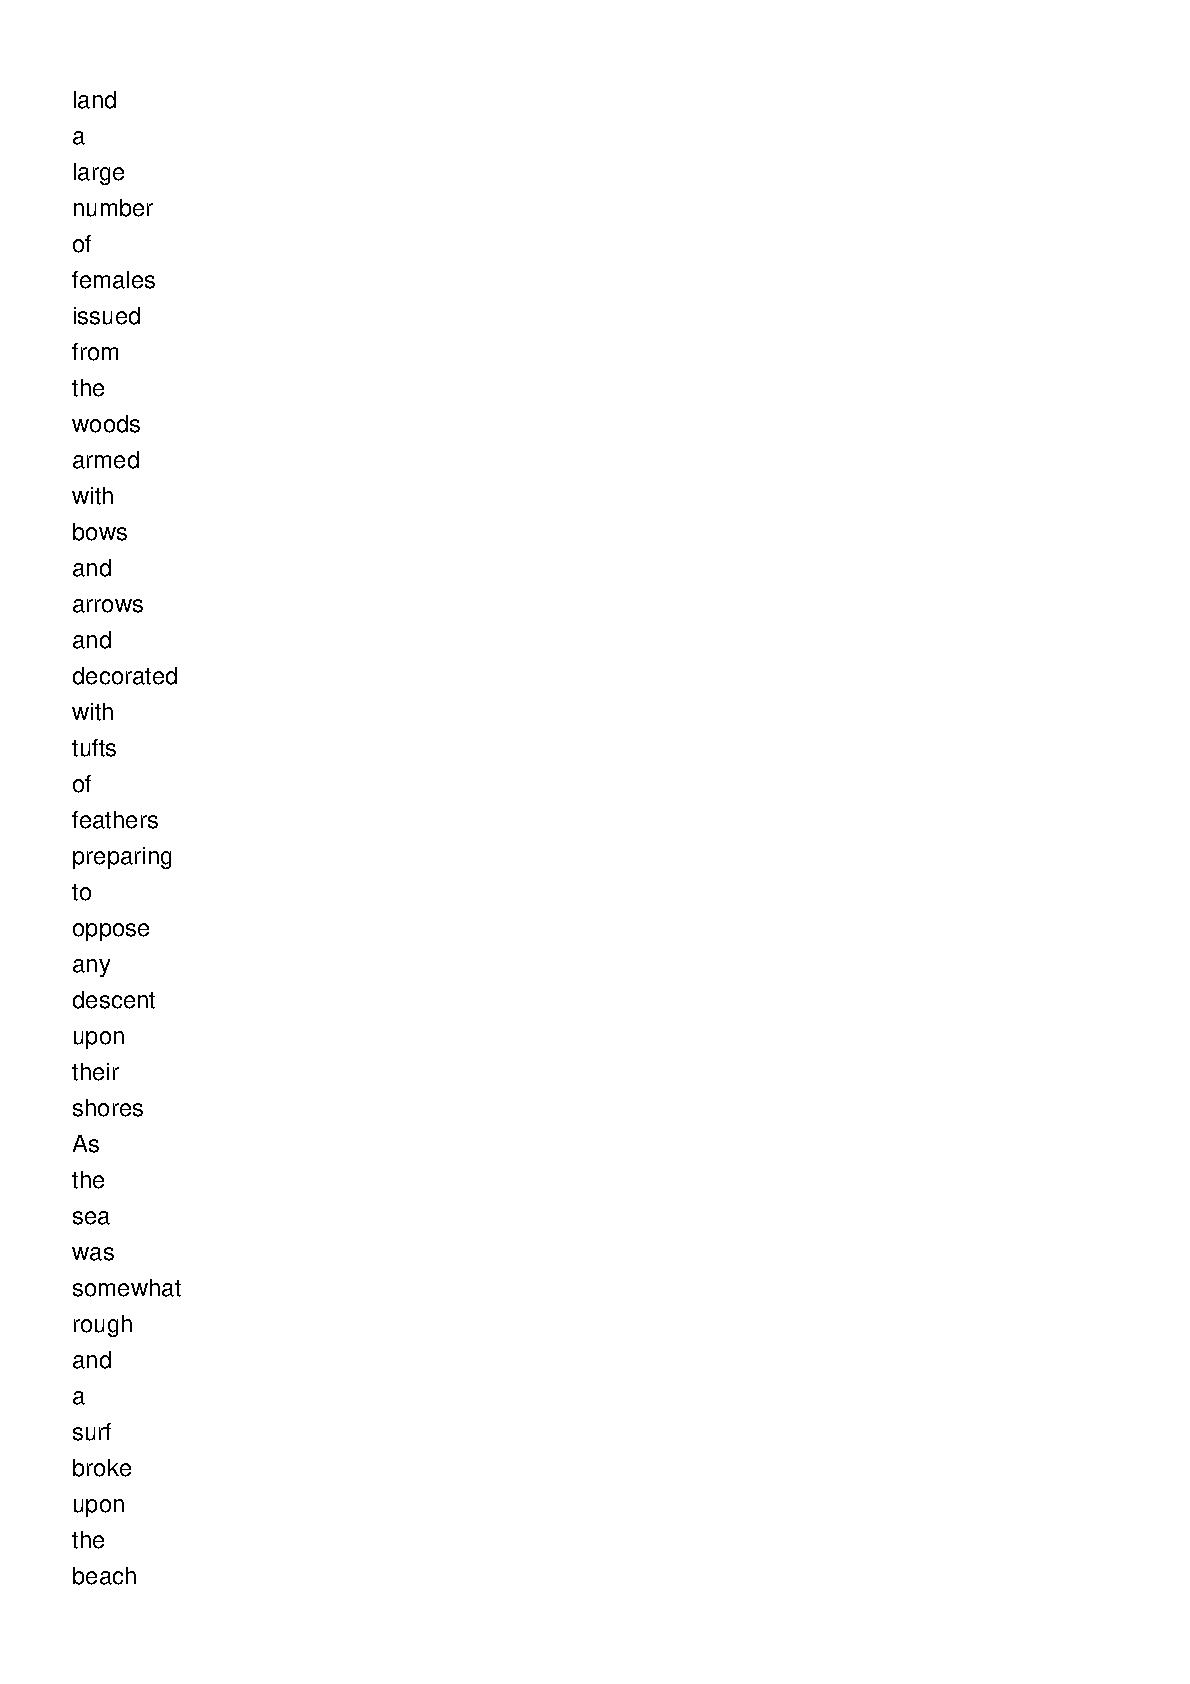 land
a
large
number
of
females
issued
from
the
woods
armed
with
bows
and
arrows
and
decorated
with
tufts
of
feathers
preparing
to
oppose
any
descent
upon
their
shores
As
the
sea
was
somewhat
rough
and
a
surf
broke
upon
the
beach